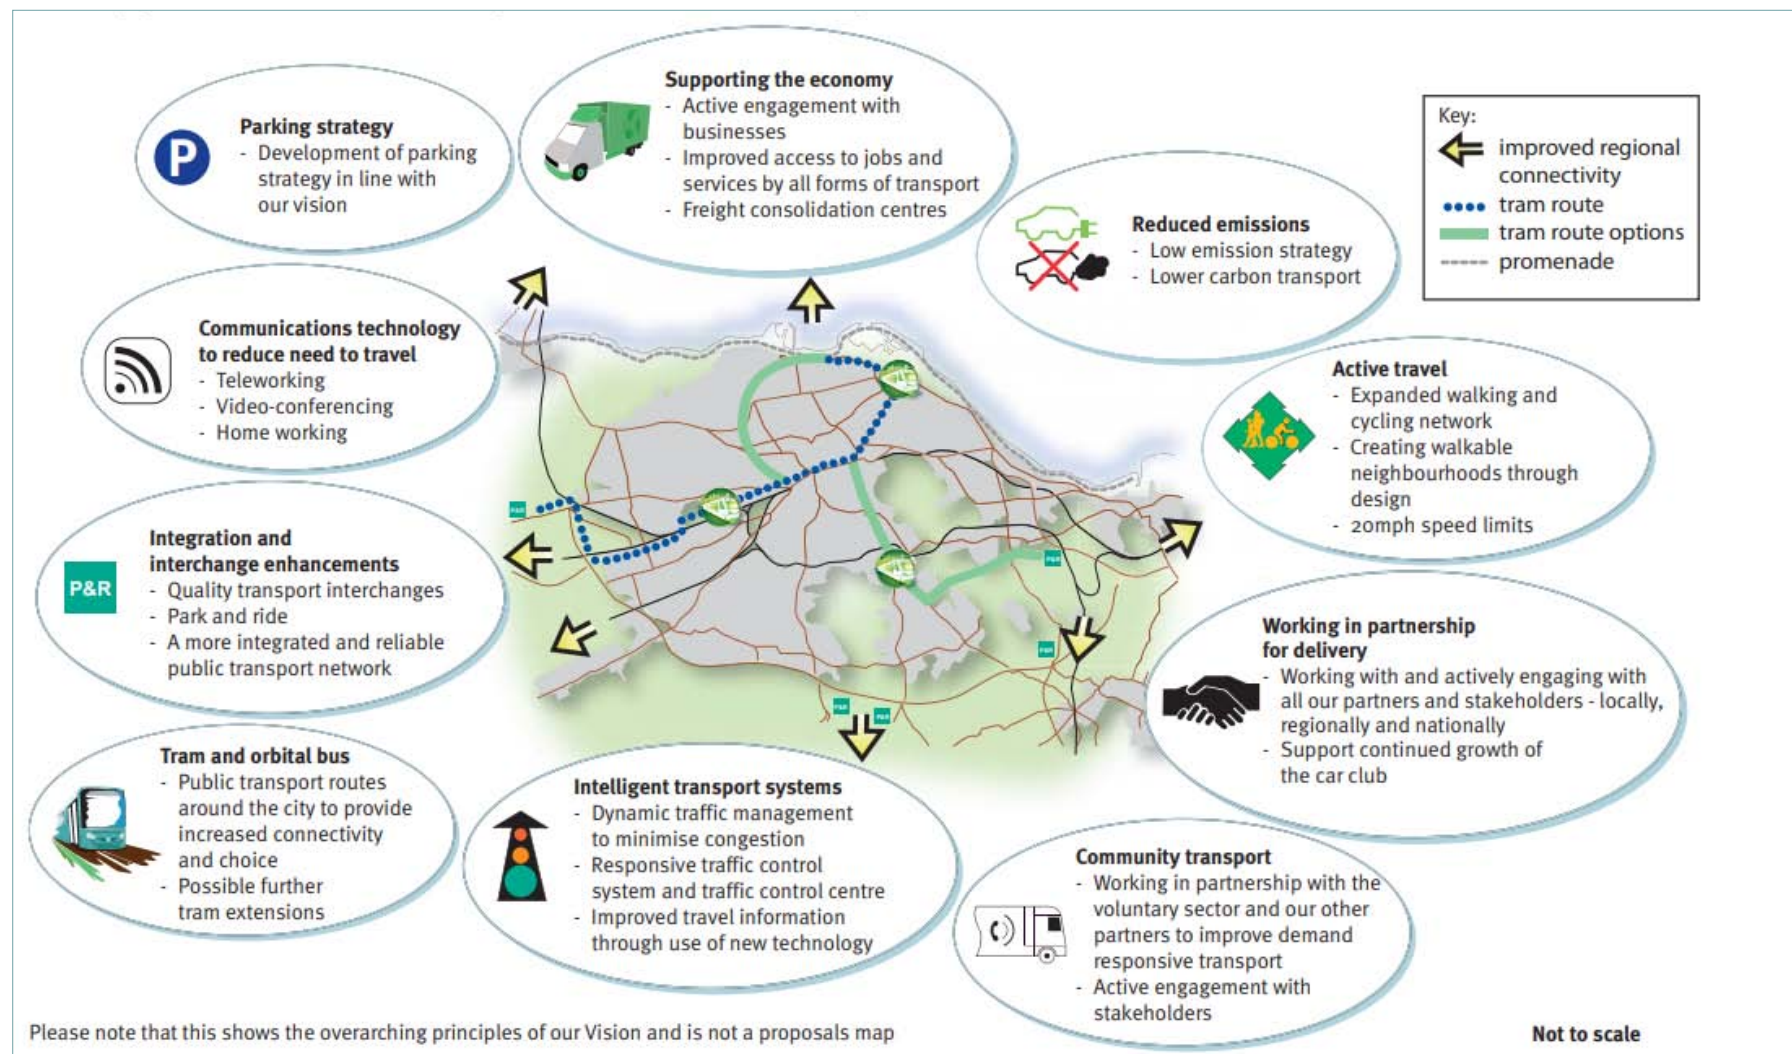 Parking strategy
- Development of parking
strategy in line with
our vision
P
Supporting the economy
- Active engagement with
businesses
- Improved access to jobs and
services by all forms of transport
- Freight consolidation centres
Reduced emissions
- Low emission strategy
- Lower carbon transport
Key:
improved regional
connectivity
tram route
tram route options
promenade
Communications technology
to reduce need to travel
- Teleworking
- Video-conferencing
- Home working
Active travel
- Expanded walking and
cycling network
- Creating walkable
neighbourhoods through
design
- 20mph speed limits
Integration and
interchange enhancements
- Quality transport interchanges
- Park and ride
- A more integrated and reliable
public transport network
P&R
P&R
P&R
P&R
P&R
P&R
Working in partnership
for delivery
- Working with and actively engaging with
all our partners and stakeholders - locally,
regionally and nationally
- Support continued growth of
the car club
Tram and orbital bus
- Public transport routes
around the city to provide
increased connectivity
and choice
- Possible further
tram extensions
Intelligent transport systems
- Dynamic traffic management
to minimise congestion
- Responsive traffic control
system and traffic control centre
- Improved travel information
through use of new technology
Community transport
- Working in partnership with the
voluntary sector and our other
partners to improve demand
responsive transport
- Active engagement with
stakeholders
Please note that this shows the overarching principles of our Vision and is not a proposals map
Not to scale